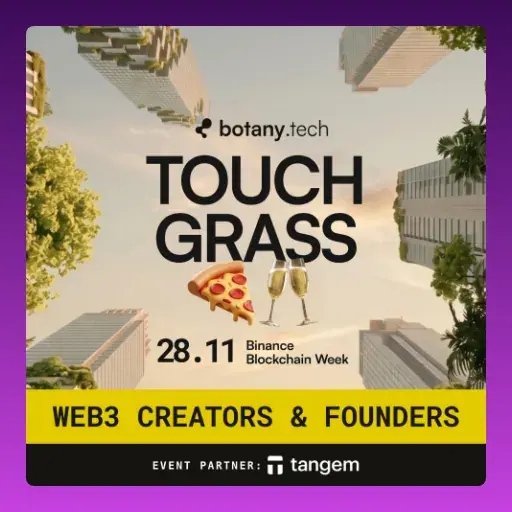 botany.tech
TOUCH
GRASS
28.11
Binance
Blockchain Week
WEB3 CREATORS & FOUNDERS
EVENT PARTNER: tangem